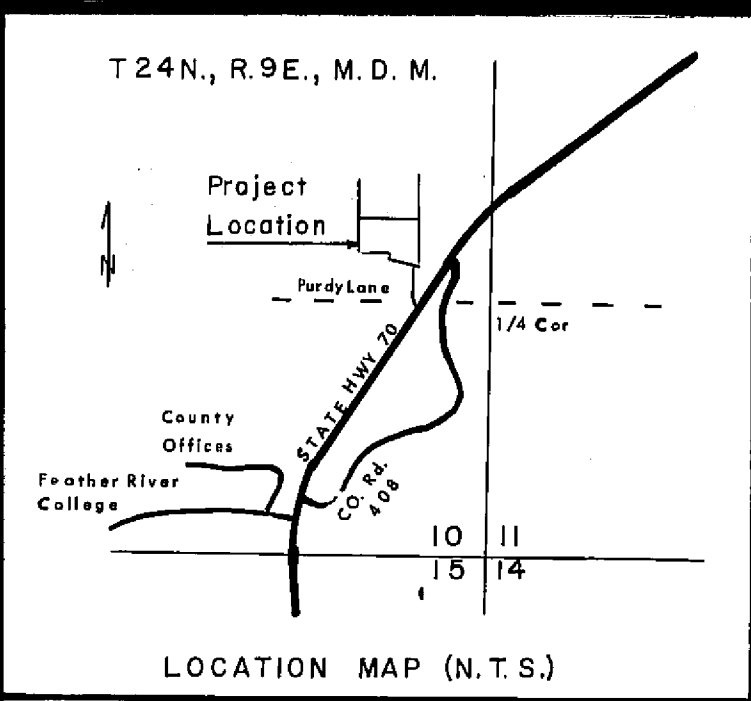 T 24N., R. 9E., M. D. M.
Project
Location
N
Purdy Lane
1/4 Cor
STATE HWY 70
County
Offices
Feather River
College
CO. Rd.
408
10 11
15 14
LOCATION MAP (N. T. S.)